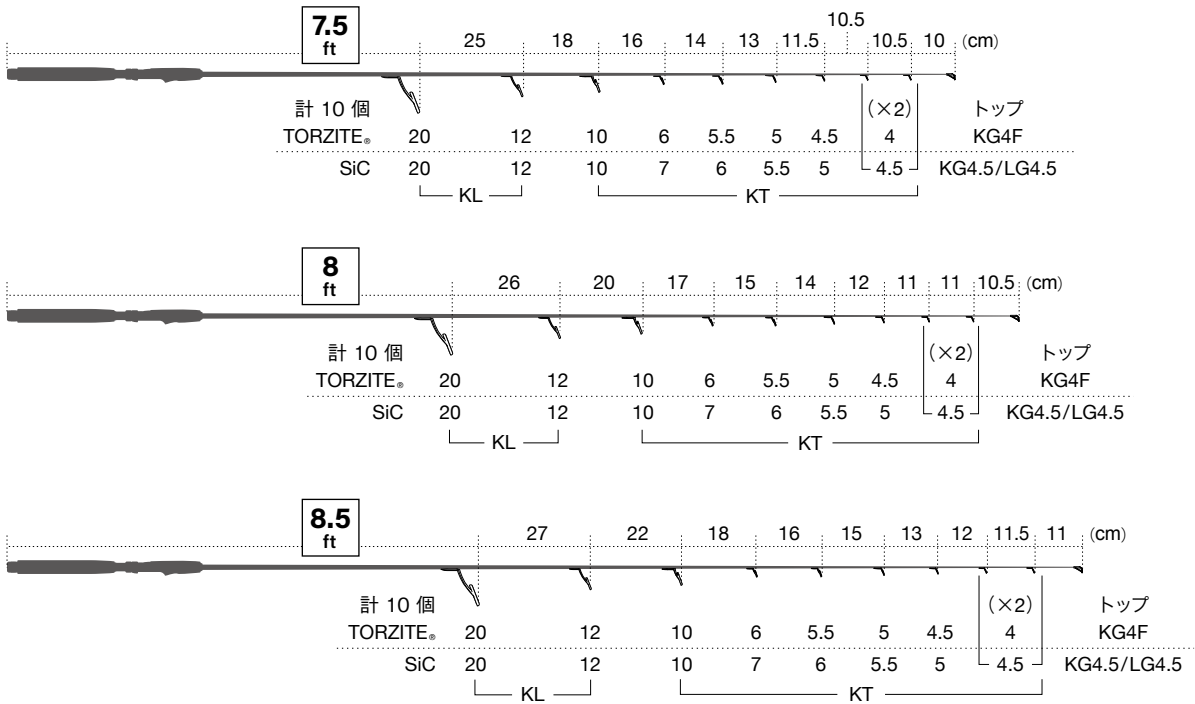 7.5
ft
25 18 16 14 13 11.5 10.5 10.5 10 (cm)
計 10 個 (×2) トップ
TORZITE® 20 12 10 6 5.5 5 4.5 4 KG4F
SiC 20 12 10 7 6 5.5 5 4.5 KG4.5/LG4.5
KL KT
8
ft
26 20 17 15 14 12 11 11 10.5 (cm)
計 10 個 (×2) トップ
TORZITE® 20 12 10 6 5.5 5 4.5 4 KG4F
SiC 20 12 10 7 6 5.5 5 4.5 KG4.5/LG4.5
KL KT
8.5
ft
27 22 18 16 15 13 12 11.5 11 (cm)
計 10 個 (×2) トップ
TORZITE® 20 12 10 6 5.5 5 4.5 4 KG4F
SiC 20 12 10 7 6 5.5 5 4.5 KG4.5/LG4.5
KL KT